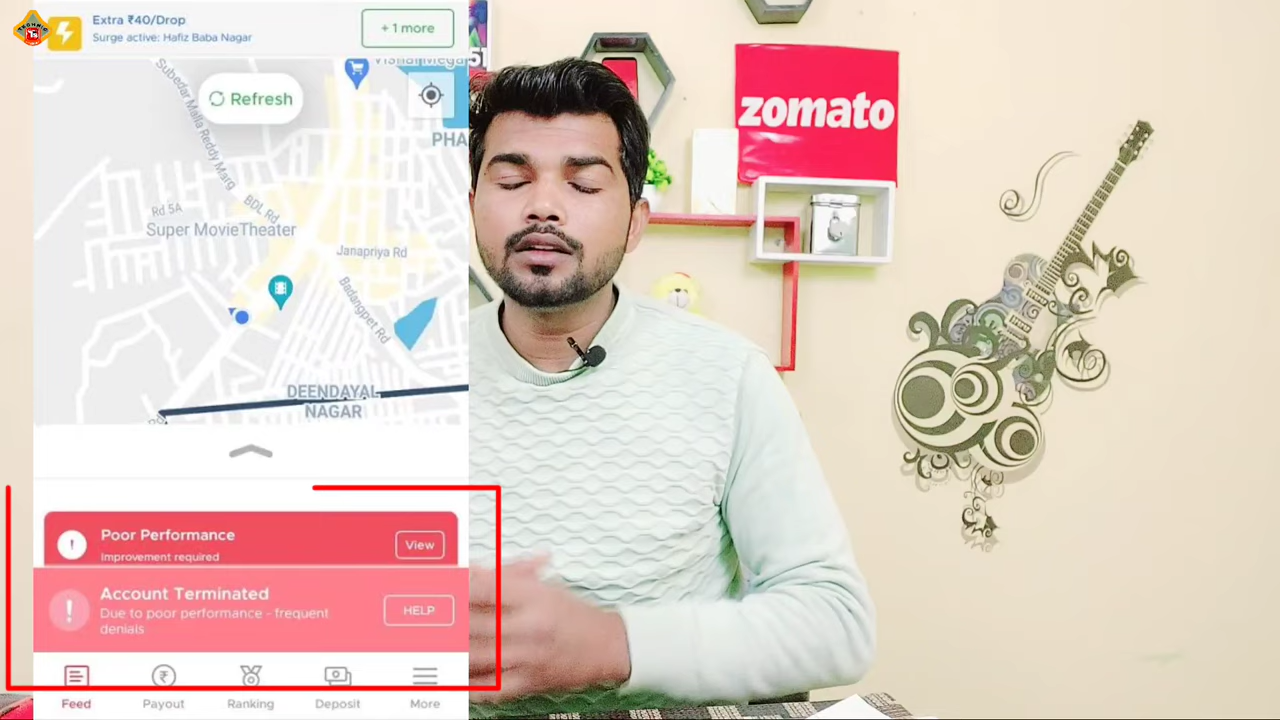 TECHNIC
TS
Extra ₹40/Drop
Surge active: Hafiz Baba Nagar
+ 1 more
Refresh
Subedar Malla Reddy Marg
PHA
Rd 5A
BDL Rd
Super MovieTheater
Janapriya Rd
Badangpet Rd
DEENDAYAL
NAGAR
Poor Performance
Improvement required
View
Account Terminated
Due to poor performance - frequent
denials
HELP
Feed
Payout
Ranking
Deposit
More
zomato